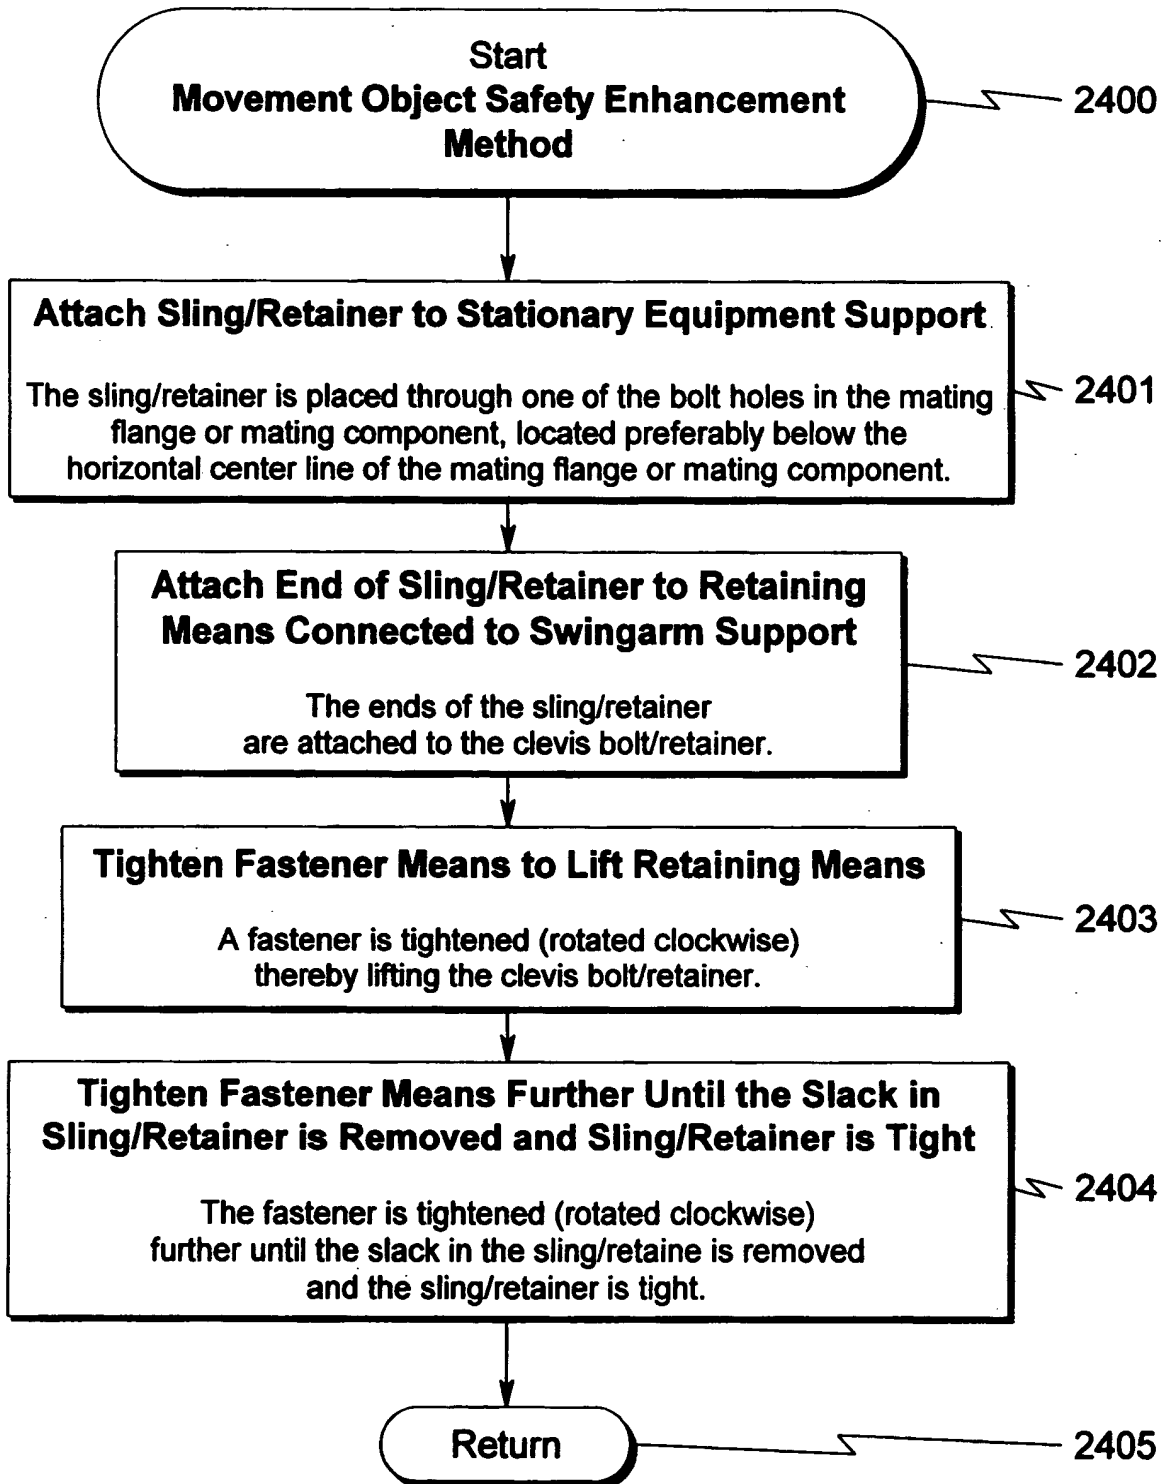 Start
Movement Object Safety Enhancement
Method
2400
Attach Sling/Retainer to Stationary Equipment Support
The sling/retainer is placed through one of the bolt holes in the mating
flange or mating component, located preferably below the
horizontal center line of the mating flange or mating component.
2401
Attach End of Sling/Retainer to Retaining
Means Connected to Swingarm Support
The ends of the sling/retainer
are attached to the clevis bolt/retainer.
2402
Tighten Fastener Means to Lift Retaining Means
A fastener is tightened (rotated clockwise)
thereby lifting the clevis bolt/retainer.
2403
Tighten Fastener Means Further Until the Slack in
Sling/Retainer is Removed and Sling/Retainer is Tight
The fastener is tightened (rotated clockwise)
further until the slack in the sling/retaine is removed
and the sling/retainer is tight.
2404
Return
2405